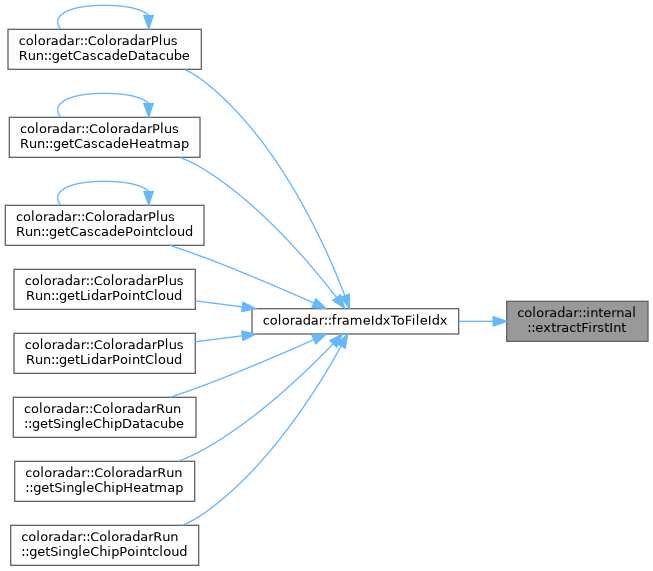 coloradar::ColoradarPlus
Run::getCascadeDatacube
coloradar::ColoradarPlus
Run::getCascadeHeatmap
coloradar::ColoradarPlus
Run::getCascadePointcloud
coloradar::ColoradarPlus
Run::getLidarPointCloud
coloradar::ColoradarPlus
Run::getLidarPointCloud
coloradar::ColoradarRun
::getSingleChipDatacube
coloradar::ColoradarRun
::getSingleChipHeatmap
coloradar::ColoradarRun
::getSingleChipPointcloud
coloradar::frameIdxToFileIdx
coloradar::internal
::extractFirstInt